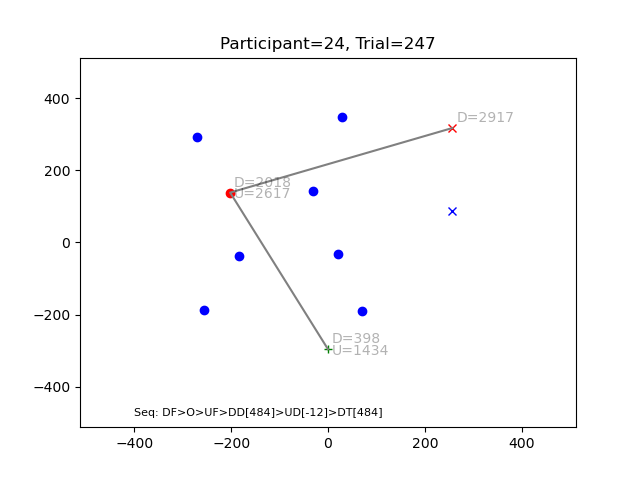 Participant=24, Trial=247
D=2917
D=2018
U=2617
D=398
U=1434
Seq: DF>O>UF>DD[484]>UD[-12]>DT[484]
400
200
0
−200
−400
−400
−200
0
200
400